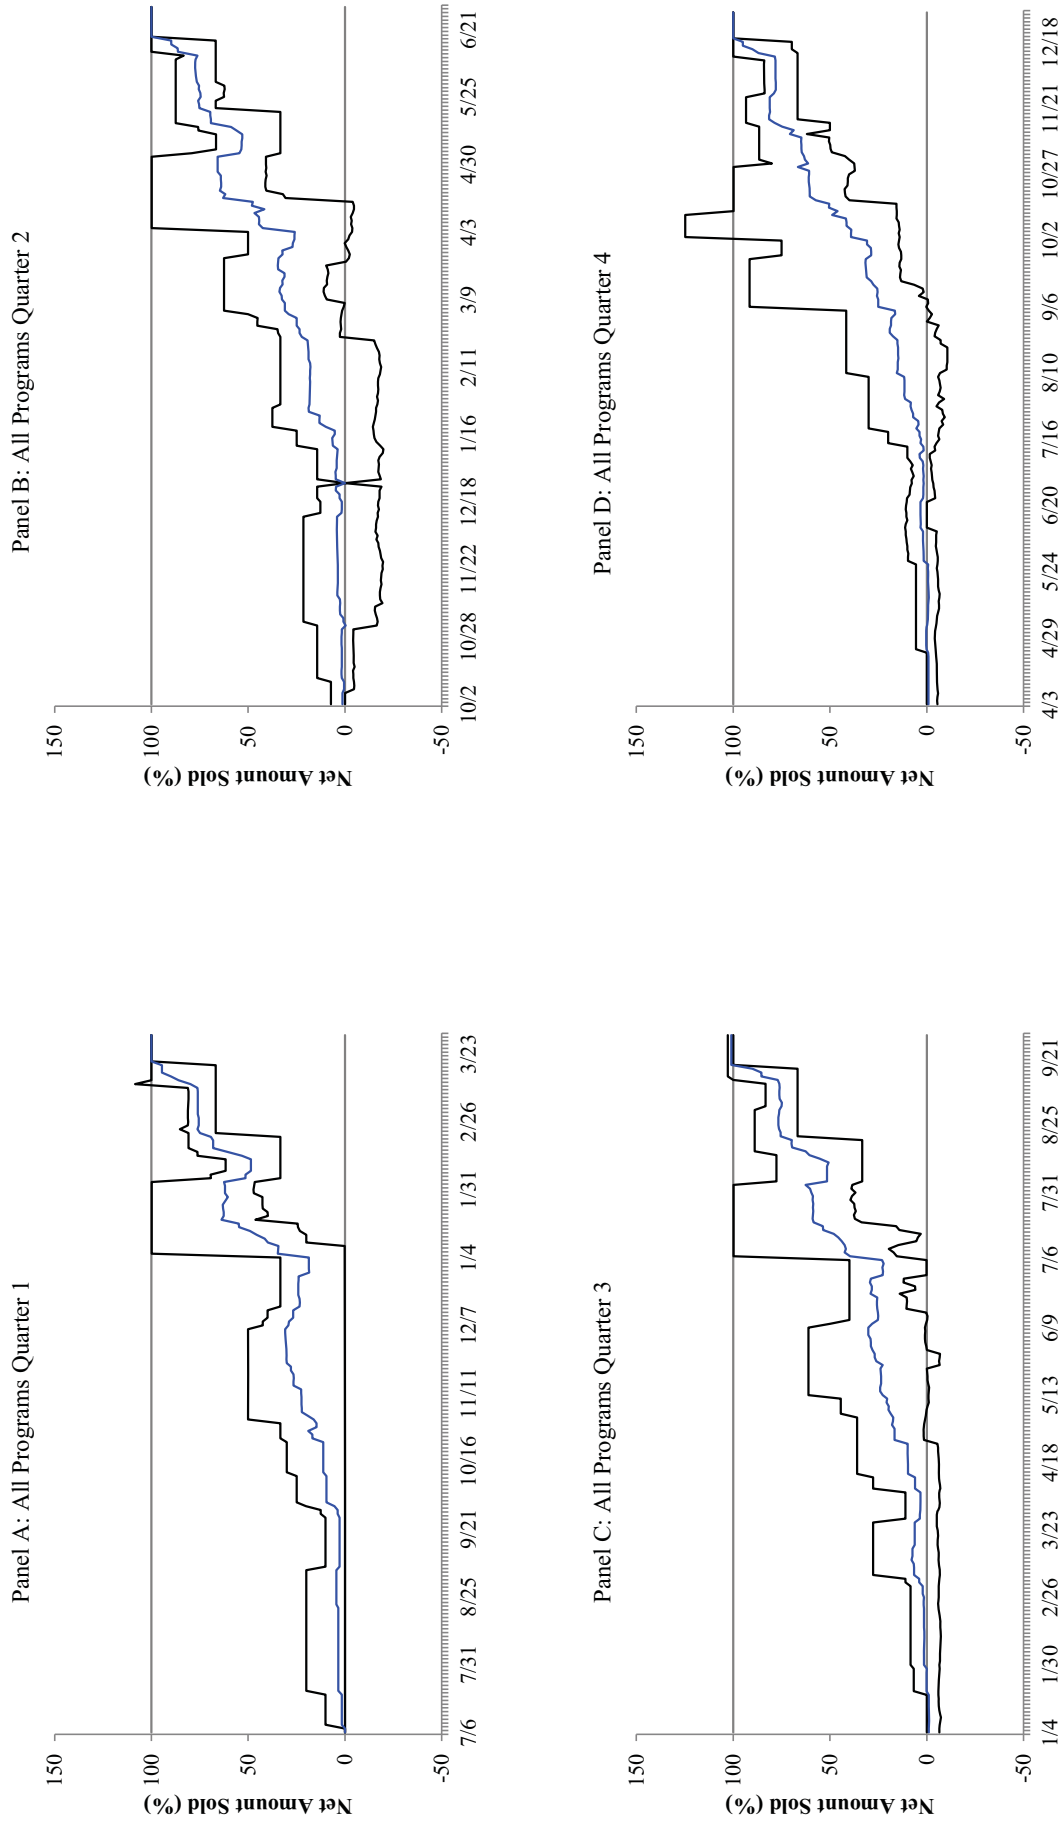 Panel A: All Programs Quarter 1
Net Amount Sold (%)
150
100
50
0
-50
7/6 7/31 8/25 9/21 10/16 11/11 12/7 1/4 1/31 2/26 3/23
Panel B: All Programs Quarter 2
Net Amount Sold (%)
150
100
50
0
-50
10/2 10/28 11/22 12/18 1/16 2/11 3/9 4/3 4/30 5/25 6/21
Panel C: All Programs Quarter 3
Net Amount Sold (%)
150
100
50
0
-50
1/4 1/30 2/26 3/23 4/18 5/13 6/9 7/6 7/31 8/25 9/21
Panel D: All Programs Quarter 4
Net Amount Sold (%)
150
100
50
0
-50
4/3 4/29 5/24 6/20 7/16 8/10 9/6 10/2 10/27 11/21 12/18